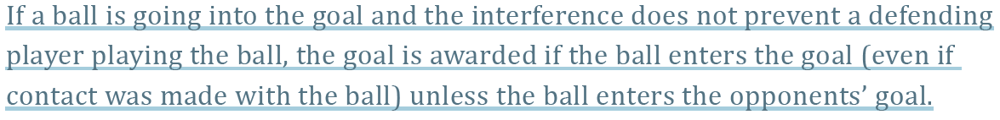 If a ball is going into the goal and the interference does not prevent a defending
player playing the ball, the goal is awarded if the ball enters the goal (even if
contact was made with the ball) unless the ball enters the opponents’ goal.